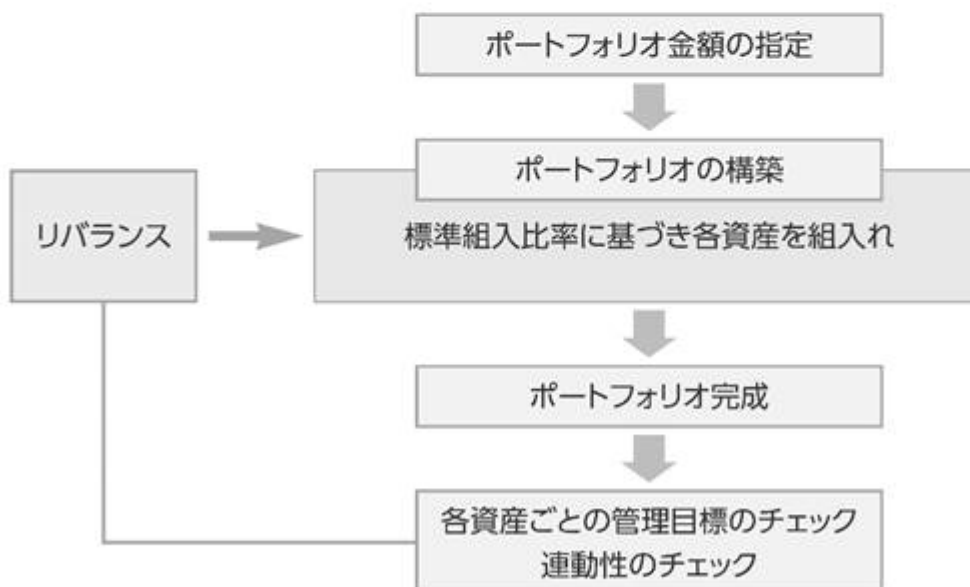 ポートフォリオ金額の指定
ポートフォリオの構築
リバランス
標準組入比率に基づき各資産を組入れ
ポートフォリオ完成
各資産ごとの管理目標のチェック
連動性のチェック